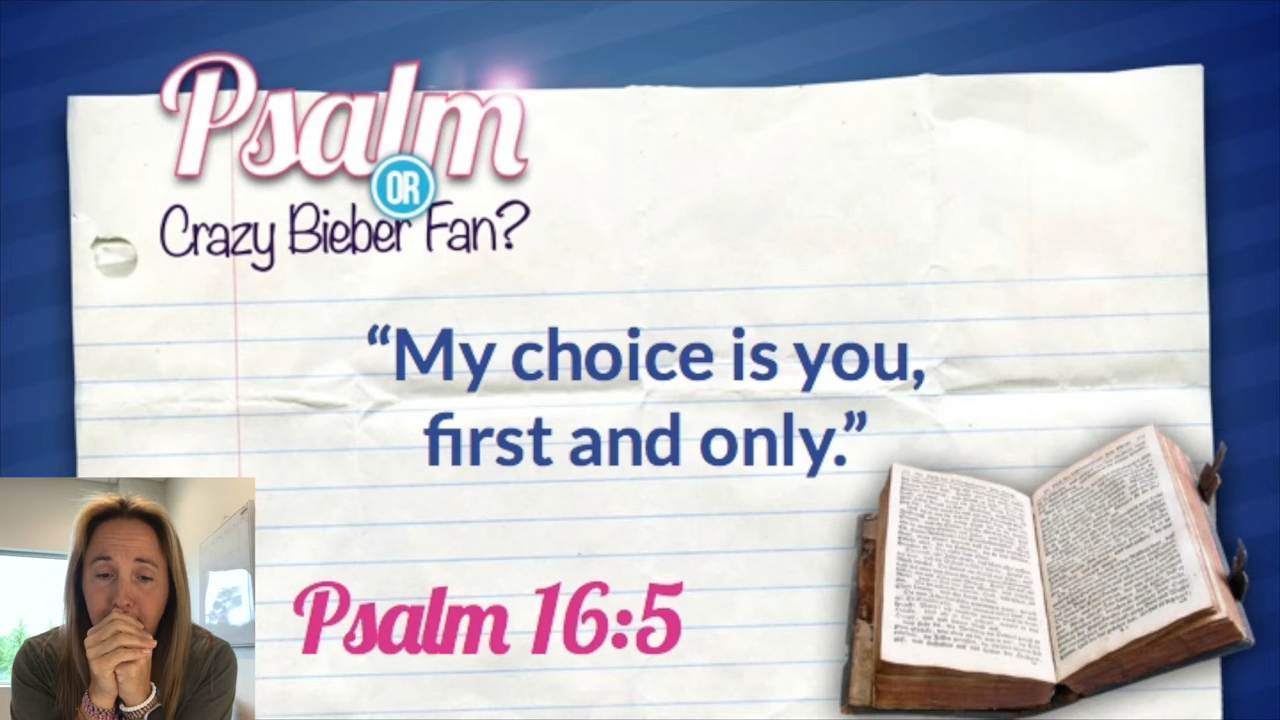 Psalm
OR
Crazy Bieber Fan?
“My choice is you,
first and only.”
Psalm 16:5